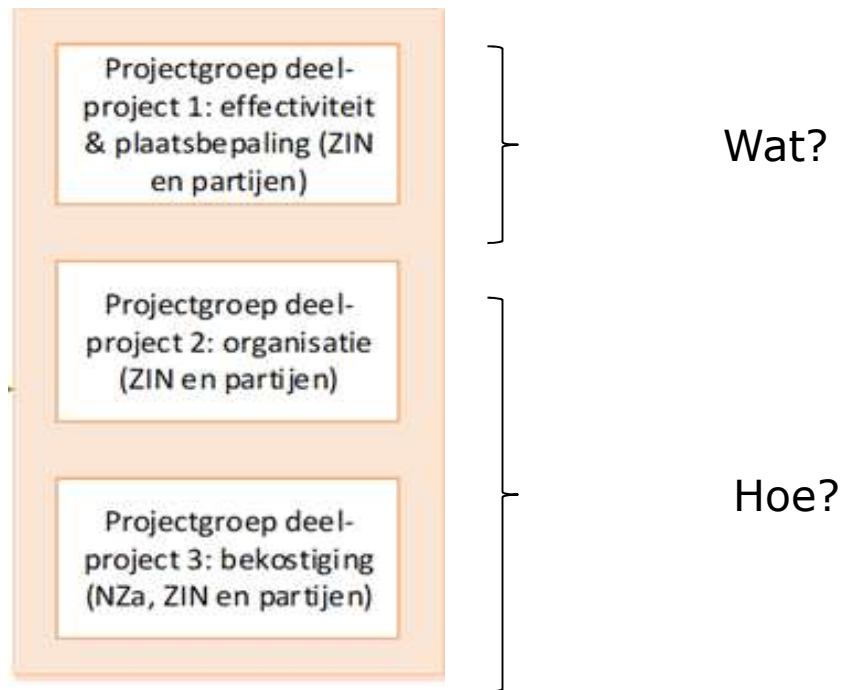 Projectgroep deel-
project 1: effectiviteit
& plaatsbepaling (ZIN
en partijen)
Wat?
Projectgroep deel-
project 2: organisatie
(ZIN en partijen)
Projectgroep deel-
project 3: bekostiging
(NZa, ZIN en partijen)
Hoe?